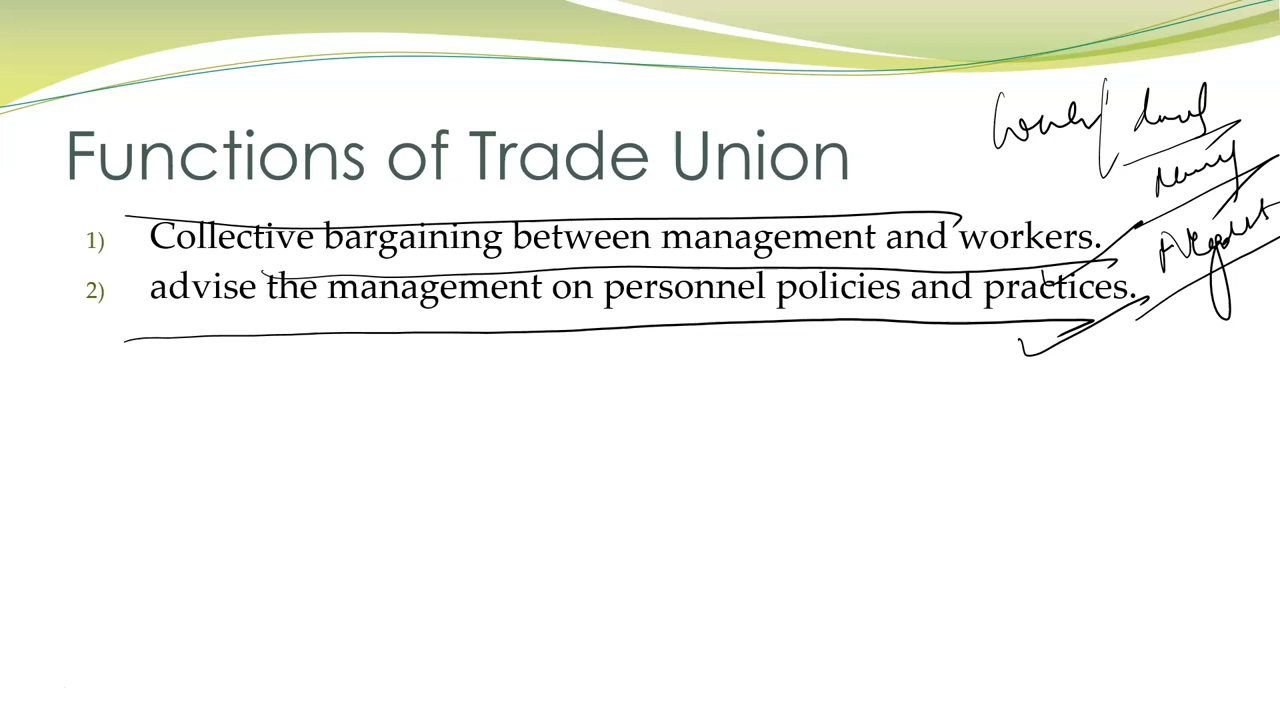 Functions of Trade Union
1) Collective bargaining between management and workers.
2) advise the management on personnel policies and practices.